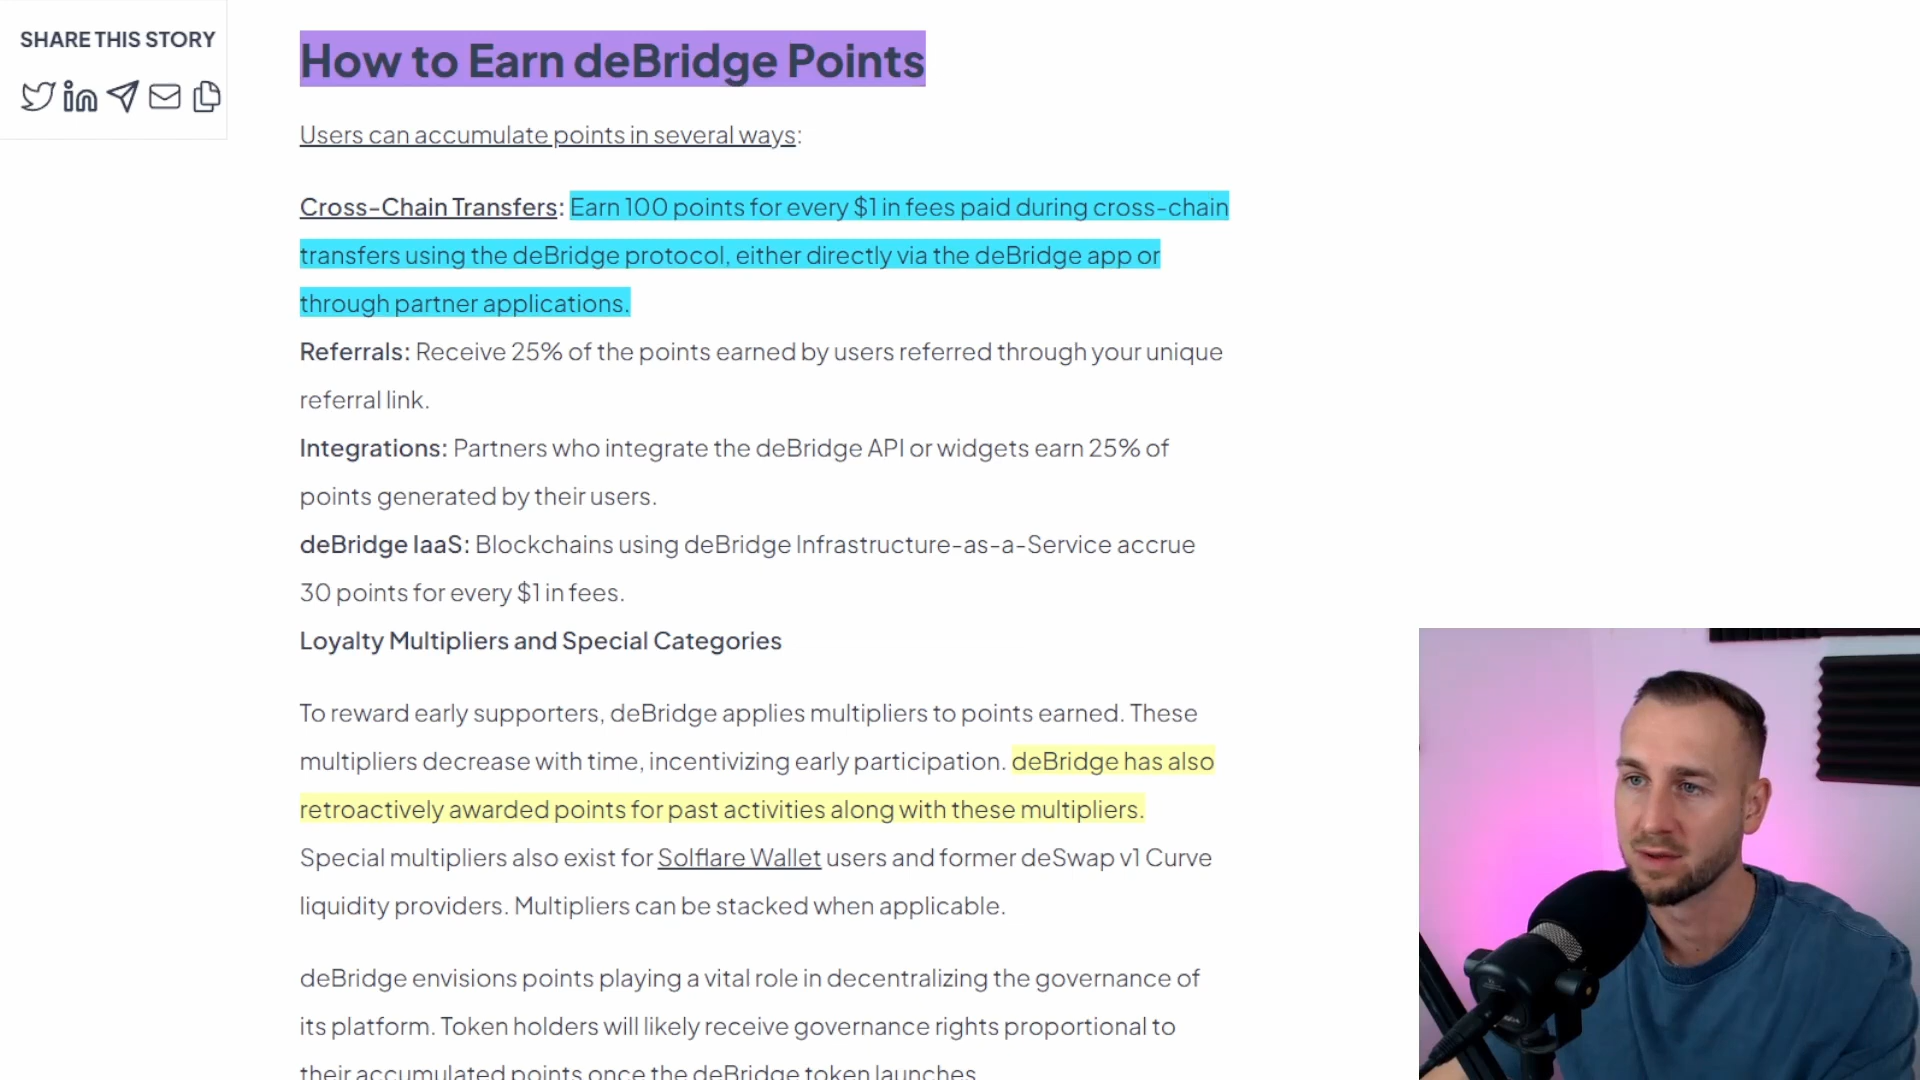 SHARE THIS STORY
How to Earn deBridge Points
Users can accumulate points in several ways:
Cross-Chain Transfers: Earn 100 points for every $1 in fees paid during cross-chain
transfers using the deBridge protocol, either directly via the deBridge app or
through partner applications.
Referrals: Receive 25% of the points earned by users referred through your unique
referral link.
Integrations: Partners who integrate the deBridge API or widgets earn 25% of
points generated by their users.
deBridge IaaS: Blockchains using deBridge Infrastructure-as-a-Service accrue
30 points for every $1 in fees.
Loyalty Multipliers and Special Categories
To reward early supporters, deBridge applies multipliers to points earned. These
multipliers decrease with time, incentivizing early participation. deBridge has also
retroactively awarded points for past activities along with these multipliers.
Special multipliers also exist for Solflare Wallet users and former deSwap v1 Curve
liquidity providers. Multipliers can be stacked when applicable.
deBridge envisions points playing a vital role in decentralizing the governance of
its platform. Token holders will likely receive governance rights proportional to
their accumulated points once the deBridge token launches.